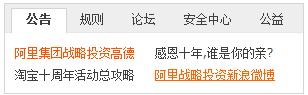 公告 规则 论坛 安全中心 公益
阿里集团战略投资高德 感恩十年,谁是你的亲?
淘宝十周年活动总攻略 阿里战略投资新浪微博